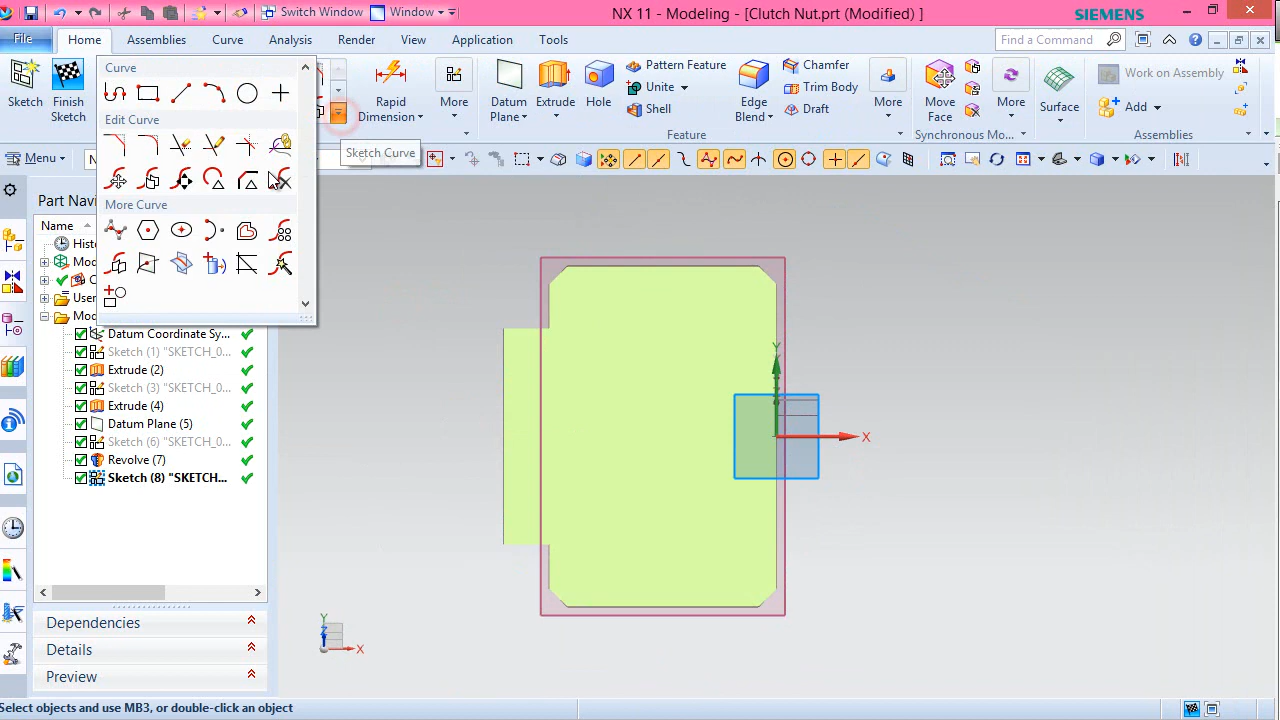 Switch Window
Window
NX 11 - Modeling - [Clutch Nut.prt (Modified) ]
SIEMENS
File
Home
Assemblies
Curve
Analysis
Render
View
Application
Tools
Find a Command
Sketch
Finish
Sketch
Curve
Edit Curve
More Curve
Rapid
Dimension
More
Datum
Plane
Extrude
Hole
Pattern Feature
Unite
Shell
Edge
Blend
Chamfer
Trim Body
Draft
More
Feature
Move
Face
More
Synchronous Mo...
Surface
Work on Assembly
Add
Assemblies
Menu
N
Sketch Curve
Part Navi
Name
Hist
Mod
C
User
Mod
Datum Coordinate Sy...
Sketch (1) "SKETCH_0...
Extrude (2)
Sketch (3) "SKETCH_0...
Extrude (4)
Datum Plane (5)
Sketch (6) "SKETCH_0...
Revolve (7)
Sketch (8) "SKETCH...
Dependencies
Details
Preview
Y
X
Y
Z
X
Select objects and use MB3, or double-click an object